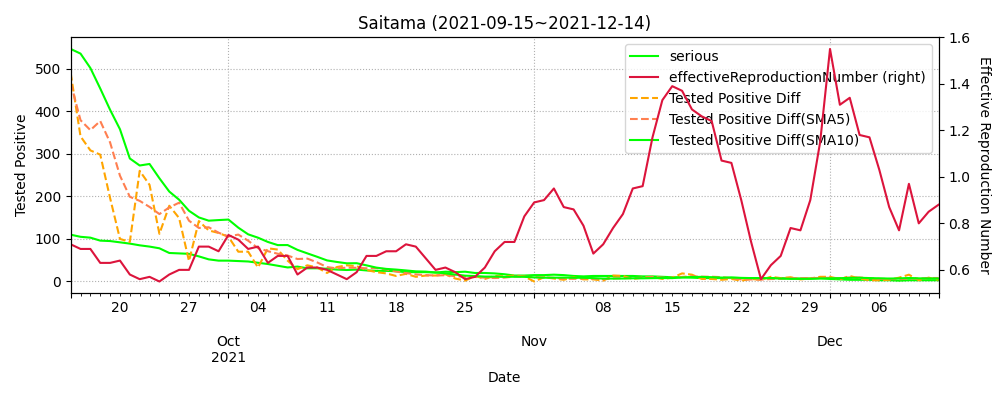 Saitama (2021-09-15~2021-12-14)
Tested Positive
500
400
300
200
100
0
serious
effectiveReproductionNumber (right)
Tested Positive Diff
Tested Positive Diff(SMA5)
Tested Positive Diff(SMA10)
1.6
1.4
1.2
1.0
0.8
0.6
Effective Reproduction Number
20 27 04 11 18 25 08 15 22 29 06
Oct Nov Dec
2021
Date